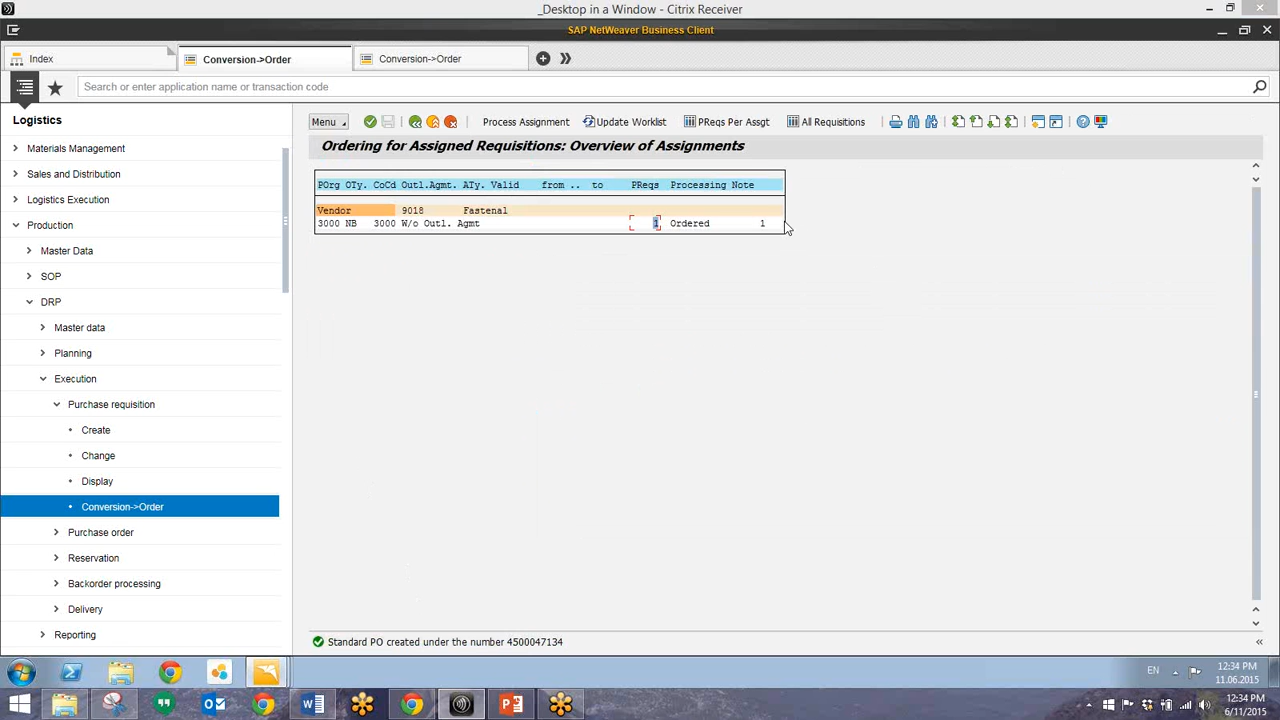 _Desktop in a Window - Citrix Receiver
SAP NetWeaver Business Client
Index
Conversion->Order
Conversion->Order
Search or enter application name or transaction code
Logistics
Menu
Process Assignment
Update Worklist
PReqs Per Assgt
All Requisitions
Ordering for Assigned Requisitions: Overview of Assignments
Materials Management
Sales and Distribution
Logistics Execution
Production
Master Data
SOP
DRP
Master data
Planning
Execution
Purchase requisition
Create
Change
Display
Conversion->Order
Purchase order
Reservation
Backorder processing
Delivery
Reporting
POrg OTy. CoCd Outl.Agmt. ATy. Valid from .. to PReqs Processing Note
Vendor 9018 Fastenal
3000 NB 3000 W/o Outl. Agmt 1 Ordered 1
Standard PO created under the number 4500047134
EN
12:34 PM
11.06.2015
12:34 PM
6/11/2015